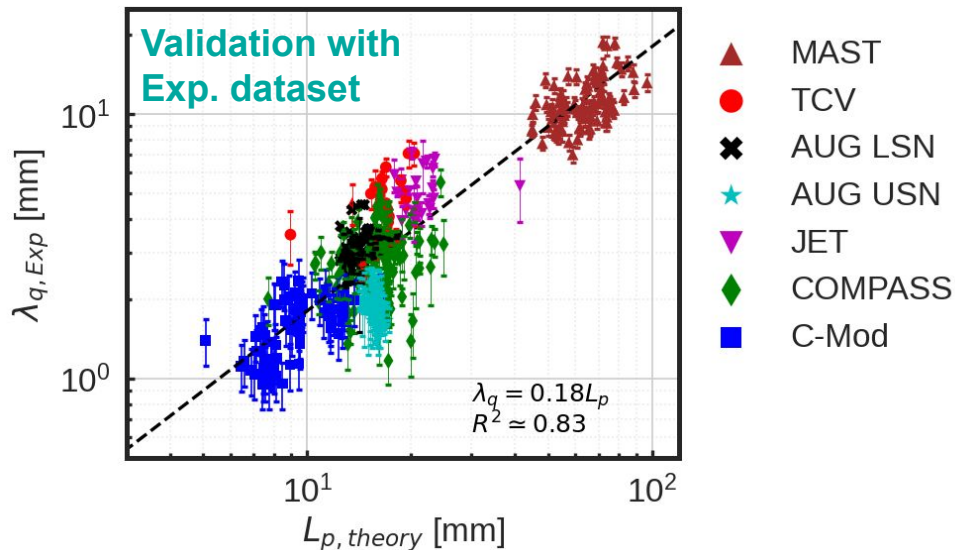 Validation with
Exp. dataset
10¹
10⁰
λq,Exp [mm]
λq = 0.18Lp
R² ≃ 0.83
10¹
10²
Lp,theory [mm]
MAST
TCV
AUG LSN
AUG USN
JET
COMPASS
C-Mod